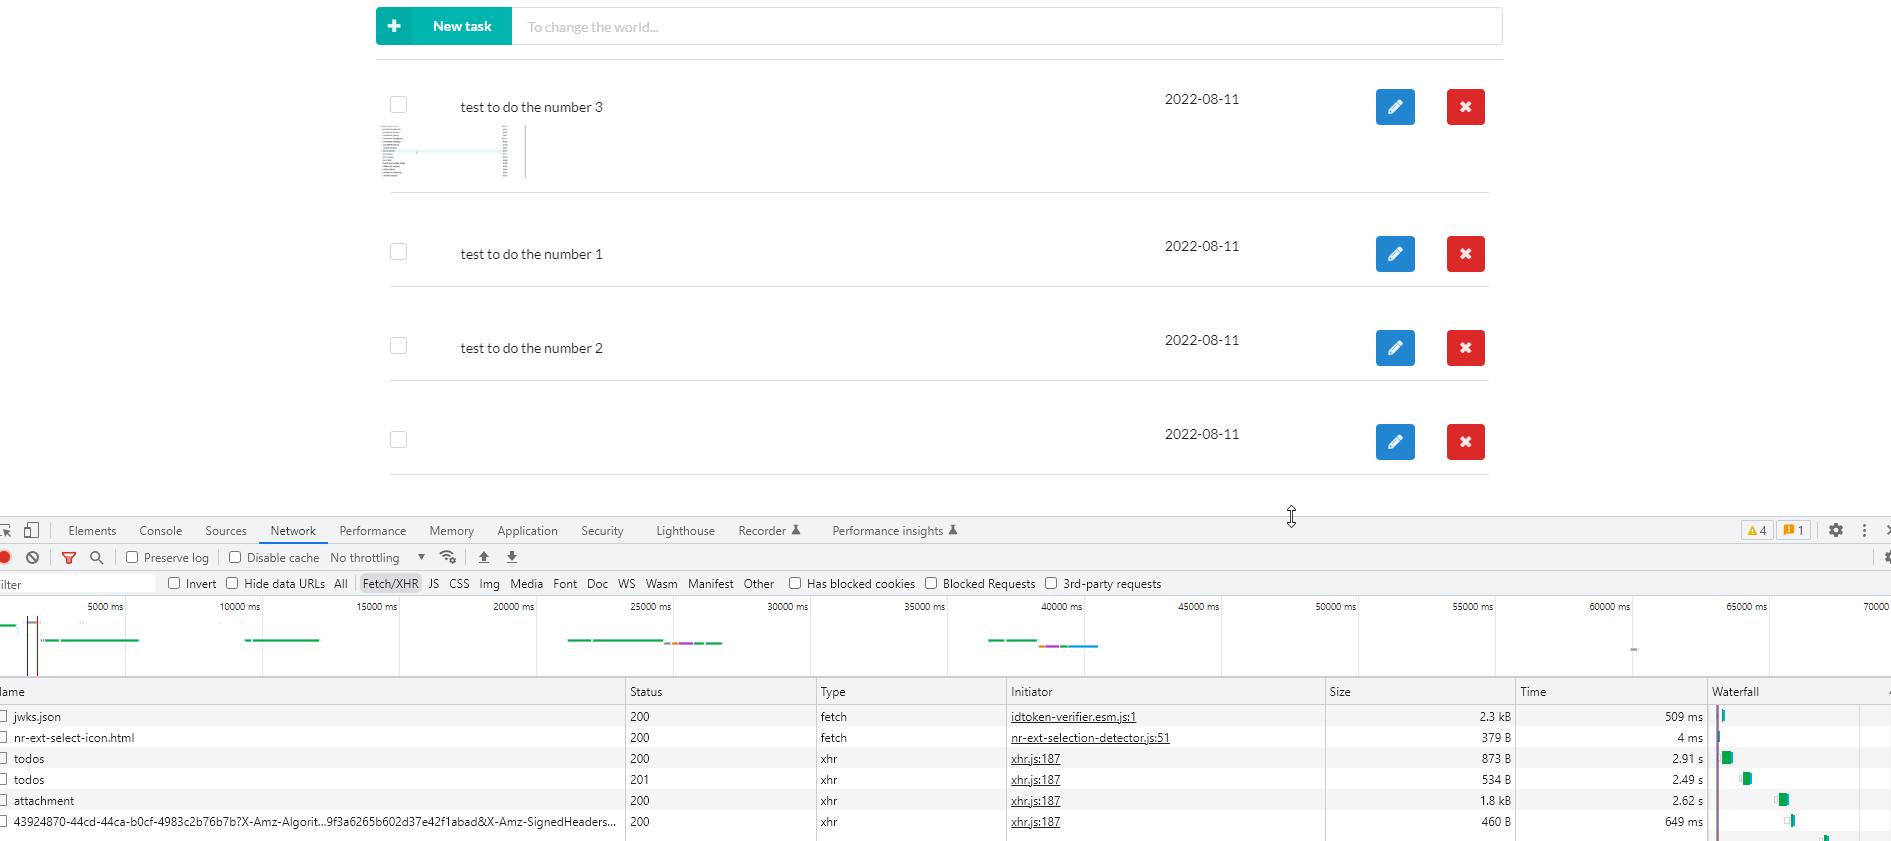 New task To change the world...
test to do the number 3 2022-08-11
test to do the number 1 2022-08-11
test to do the number 2 2022-08-11
2022-08-11
Elements Console Sources Network Performance Memory Application Security Lighthouse Recorder Performance insights 4 1
Preserve log Disable cache No throttling
ilter Invert Hide data URLs All Fetch/XHR JS CSS Img Media Font Doc WS Wasm Manifest Other Has blocked cookies Blocked Requests 3rd-party requests
5000 ms 10000 ms 15000 ms 20000 ms 25000 ms 30000 ms 35000 ms 40000 ms 45000 ms 50000 ms 55000 ms 60000 ms 65000 ms 70000
ame Status Type Initiator Size Time Waterfall
jwks.json 200 fetch idtoken-verifier.esm.js:1 2.3 kB 509 ms
nr-ext-select-icon.html 200 fetch nr-ext-selection-detector.js:51 379 B 4 ms
todos 200 xhr xhr.js:187 873 B 2.91 s
todos 201 xhr xhr.js:187 534 B 2.49 s
attachment 200 xhr xhr.js:187 1.8 kB 2.62 s
43924870-44cd-44ca-b0cf-4983c2b76b7b?X-Amz-Algorit...9f3a6265b602d37e42f1abad&X-Amz-SignedHeaders... 200 xhr xhr.js:187 460 B 649 ms